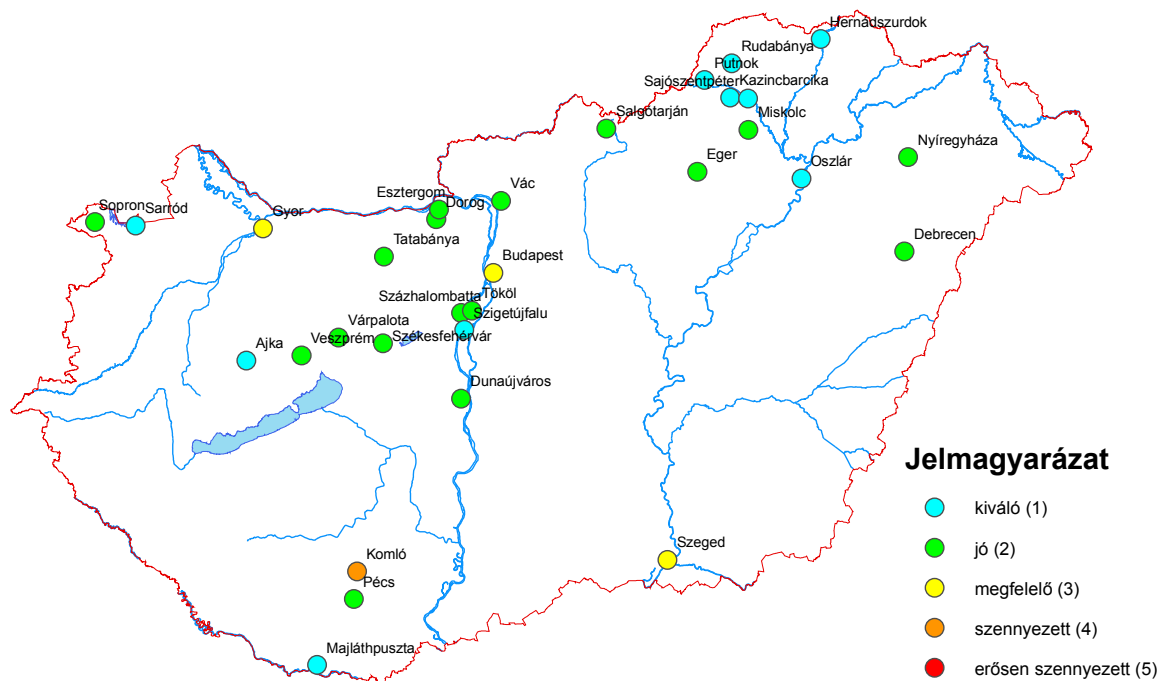 Hernádszurdok
Rudabánya
Putnok
Sajószentpéter
Kazincbarcika
Salgótarján
Miskolc
Nyíregyháza
Eger
Oszlár
Vác
Esztergom
Dorog
Sopron
Sarród
Gyor
Tatabánya
Budapest
Debrecen
Százhalombatta
Tököl
Szigetújfalu
Várpalota
Ajka
Veszprém
Székesfehérvár
Dunaújváros
Szeged
Komló
Pécs
Majláthpuszta
Jelmagyarázat
kiváló (1)
jó (2)
megfelelő (3)
szennyezett (4)
erősen szennyezett (5)